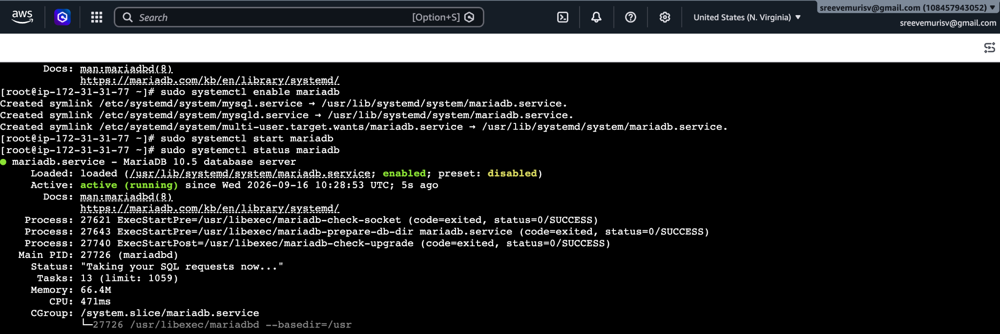 aws
Search
[Option+S]
United States (N. Virginia) ▼
sreevemurisv@gmail.com (108457943052) ▼
sreevemurisv@gmail.com
Docs: man:mariadbd(8)
https://mariadb.com/kb/en/library/systemd/
[root@ip-172-31-31-77 ~]# sudo systemctl enable mariadb
Created symlink /etc/systemd/system/mysql.service → /usr/lib/systemd/system/mariadb.service.
Created symlink /etc/systemd/system/mysqld.service → /usr/lib/systemd/system/mariadb.service.
Created symlink /etc/systemd/system/multi-user.target.wants/mariadb.service → /usr/lib/systemd/system/mariadb.service.
[root@ip-172-31-31-77 ~]# sudo systemctl start mariadb
[root@ip-172-31-31-77 ~]# sudo systemctl status mariadb
● mariadb.service - MariaDB 10.5 database server
Loaded: loaded (/usr/lib/systemd/system/mariadb.service; enabled; preset: disabled)
Active: active (running) since Wed 2026-09-16 10:28:53 UTC; 5s ago
Docs: man:mariadbd(8)
https://mariadb.com/kb/en/library/systemd/
Process: 27621 ExecStartPre=/usr/libexec/mariadb-check-socket (code=exited, status=0/SUCCESS)
Process: 27643 ExecStartPre=/usr/libexec/mariadb-prepare-db-dir mariadb.service (code=exited, status=0/SUCCESS)
Process: 27740 ExecStartPost=/usr/libexec/mariadb-check-upgrade (code=exited, status=0/SUCCESS)
Main PID: 27726 (mariadbd)
Status: "Taking your SQL requests now..."
Tasks: 13 (limit: 1059)
Memory: 66.4M
CPU: 471ms
CGroup: /system.slice/mariadb.service
└─27726 /usr/libexec/mariadbd --basedir=/usr